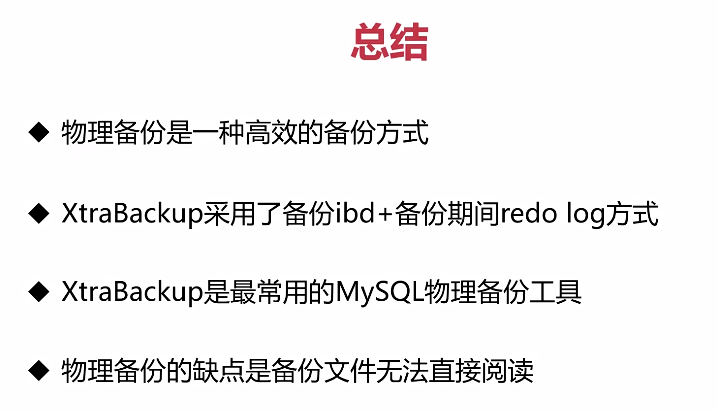 总结
◆ 物理备份是一种高效的备份方式
◆ XtraBackup采用了备份ibd+备份期间redo log方式
◆ XtraBackup是最常用的MySQL物理备份工具
◆ 物理备份的缺点是备份文件无法直接阅读